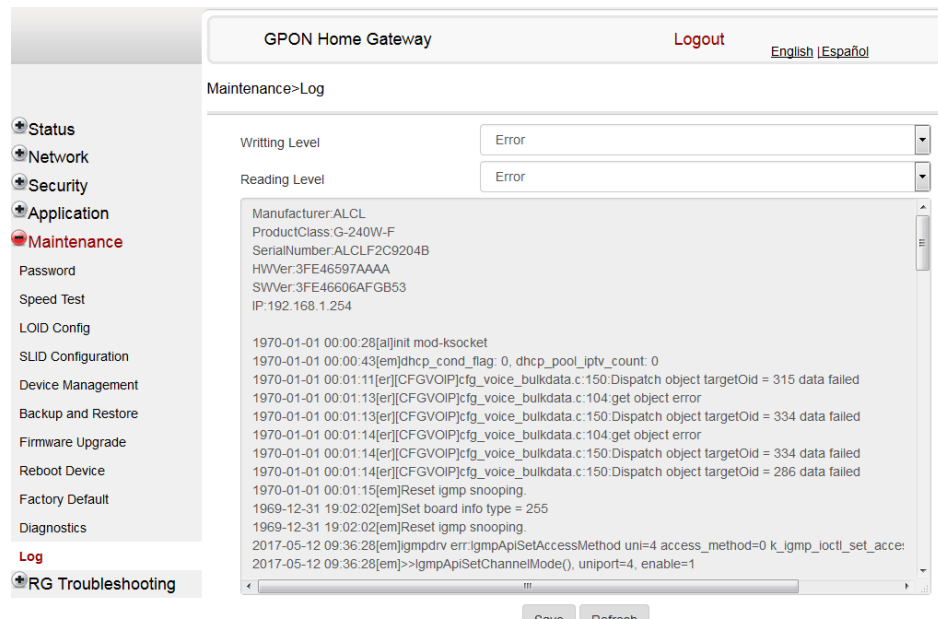 GPON Home Gateway
Logout
English | Español
Maintenance>Log
Status
Network
Security
Application
Maintenance
Password
Speed Test
LOID Config
SLID Configuration
Device Management
Backup and Restore
Firmware Upgrade
Reboot Device
Factory Default
Diagnostics
Log
RG Troubleshooting
Writting Level
Error
Reading Level
Error
Manufacturer:ALCL
ProductClass:G-240W-F
SerialNumber:ALCLF2C9204B
HWVer:3FE46597AAAA
SWVer:3FE46606AFGB53
IP:192.168.1.254
1970-01-01 00:00:28[al]init mod-ksocket
1970-01-01 00:00:43[em]dhcp_cond_flag: 0, dhcp_pool_iptv_count: 0
1970-01-01 00:01:11[er][CFGVOIP]cfg_voice_bulkdata.c:150:Dispatch object targetOid = 315 data failed
1970-01-01 00:01:13[er][CFGVOIP]cfg_voice_bulkdata.c:104:get object error
1970-01-01 00:01:13[er][CFGVOIP]cfg_voice_bulkdata.c:150:Dispatch object targetOid = 334 data failed
1970-01-01 00:01:14[er][CFGVOIP]cfg_voice_bulkdata.c:104:get object error
1970-01-01 00:01:14[er][CFGVOIP]cfg_voice_bulkdata.c:150:Dispatch object targetOid = 334 data failed
1970-01-01 00:01:14[er][CFGVOIP]cfg_voice_bulkdata.c:150:Dispatch object targetOid = 286 data failed
1970-01-01 00:01:15[em]Reset igmp snooping.
1969-12-31 19:02:02[em]Set board info type = 255
1969-12-31 19:02:02[em]Reset igmp snooping.
2017-05-12 09:36:28[em]igmpdrv err:IgmpApiSetAccessMethod uni=4 access_method=0 k_igmp_ioctl_set_acces
2017-05-12 09:36:28[em]>>IgmpApiSetChannelMode(), uniport=4, enable=1
Save
Refresh